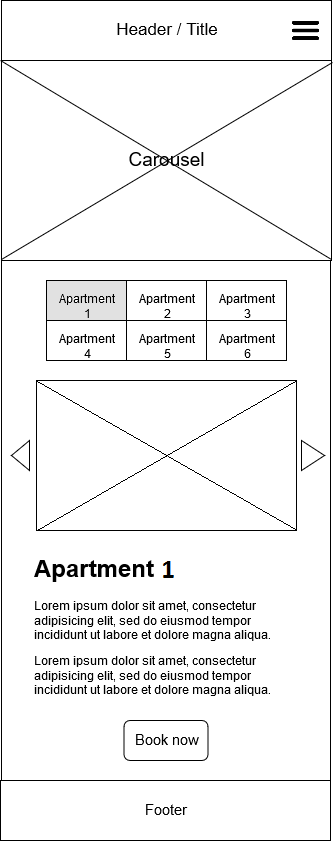 Header / Title
Carousel
Apartment Apartment Apartment
1 2 3
Apartment Apartment Apartment
4 5 6
Apartment 1
Lorem ipsum dolor sit amet, consectetur
adipisicing elit, sed do eiusmod tempor
incididunt ut labore et dolore magna aliqua.
Lorem ipsum dolor sit amet, consectetur
adipisicing elit, sed do eiusmod tempor
incididunt ut labore et dolore magna aliqua.
Book now
Footer